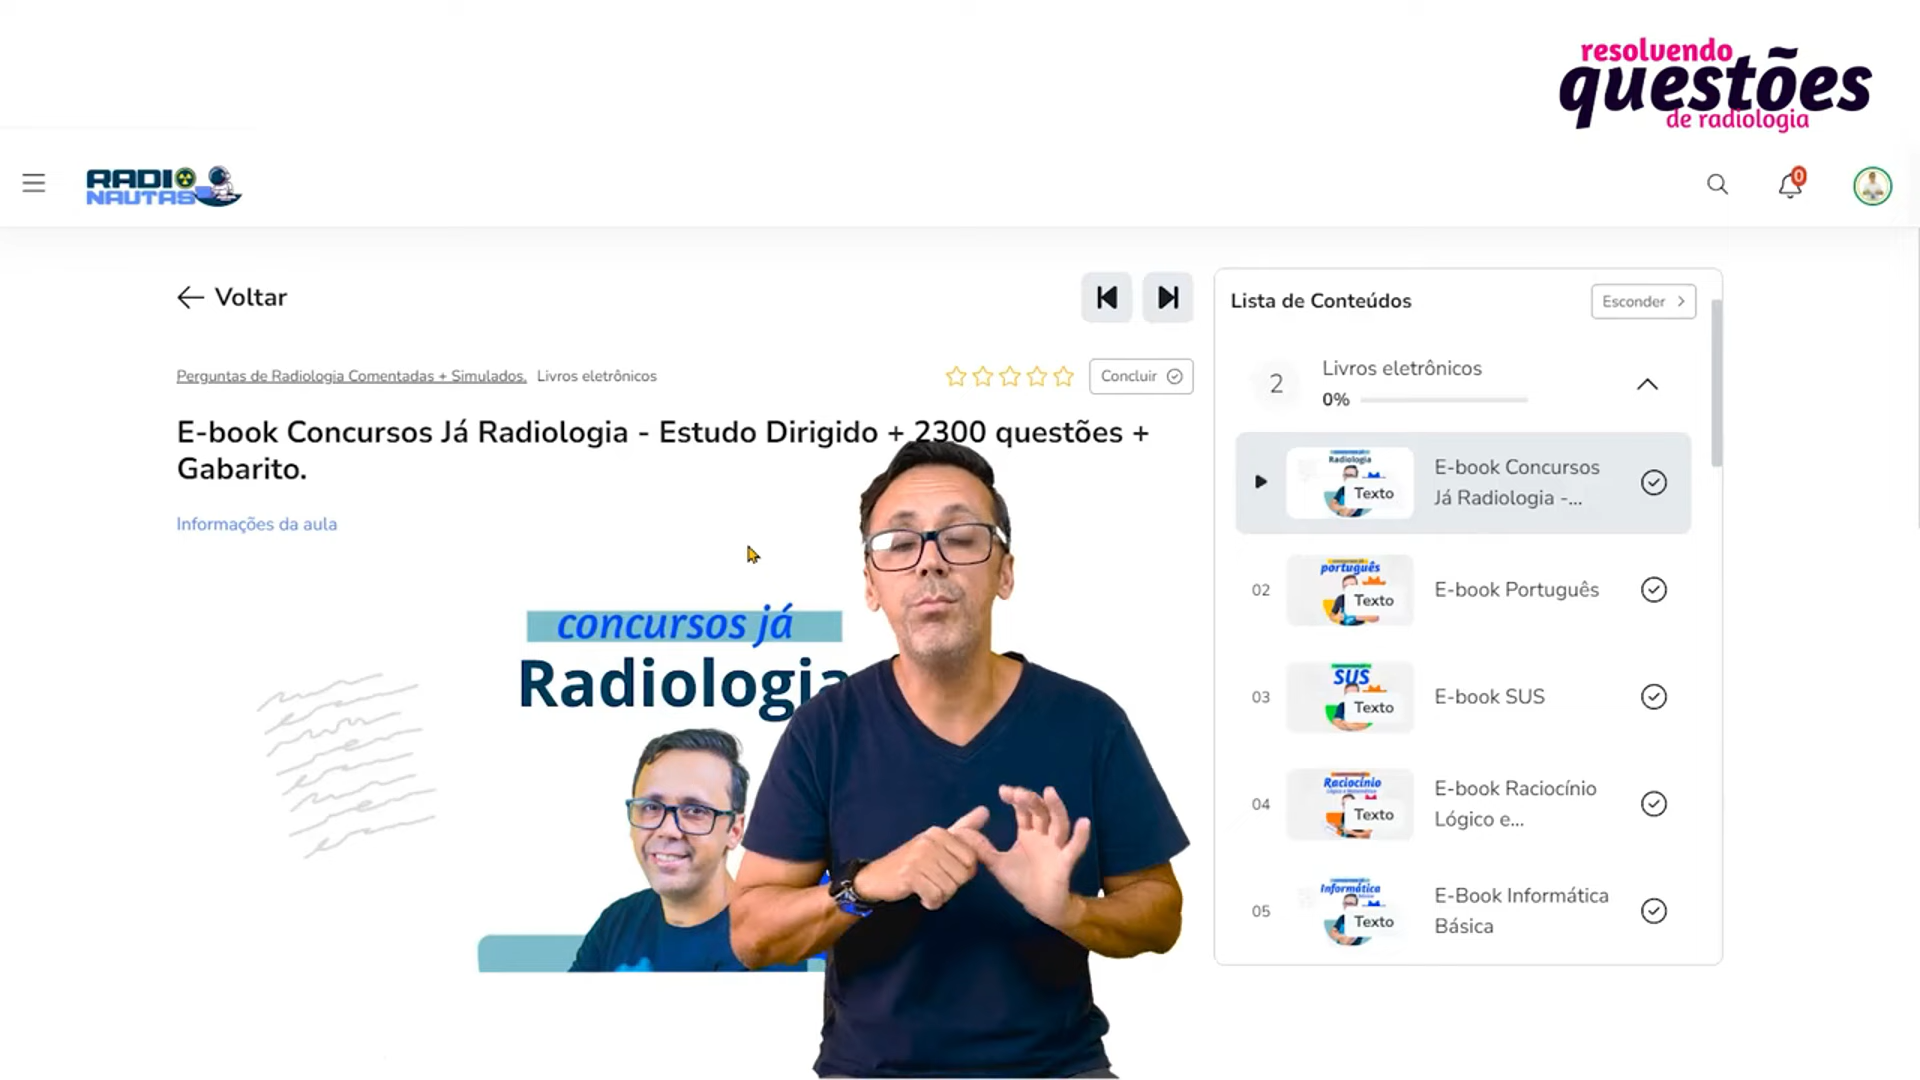 resolvendo
questões
de radiologia
RADIO
NAUTAS
0
Voltar
Lista de Conteúdos
Esconder
Perguntas de Radiologia Comentadas + Simulados.
Livros eletrônicos
Concluir
2
Livros eletrônicos
0%
E-book Concursos Já Radiologia - Estudo Dirigido + 2300 questões +
Gabarito.
Informações da aula
concursos já
Radiologia
Radiologia
Texto
E-book Concursos
Já Radiologia -...
02
português
Texto
E-book Português
03
SUS
Texto
E-book SUS
04
Raciocínio
Texto
E-book Raciocínio
Lógico e...
05
Informática
Texto
E-Book Informática
Básica